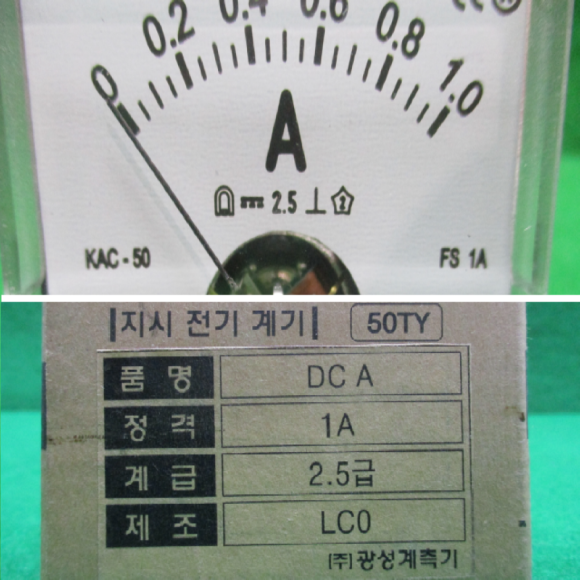 0 0.2 0.4 0.6 0.8 1.0
A
2.5
KAC - 50
FS 1A
지시 전기 계기 50TY
품 명 DC A
정 격 1A
계 급 2.5급
제 조 LC0
(주)광성계측기